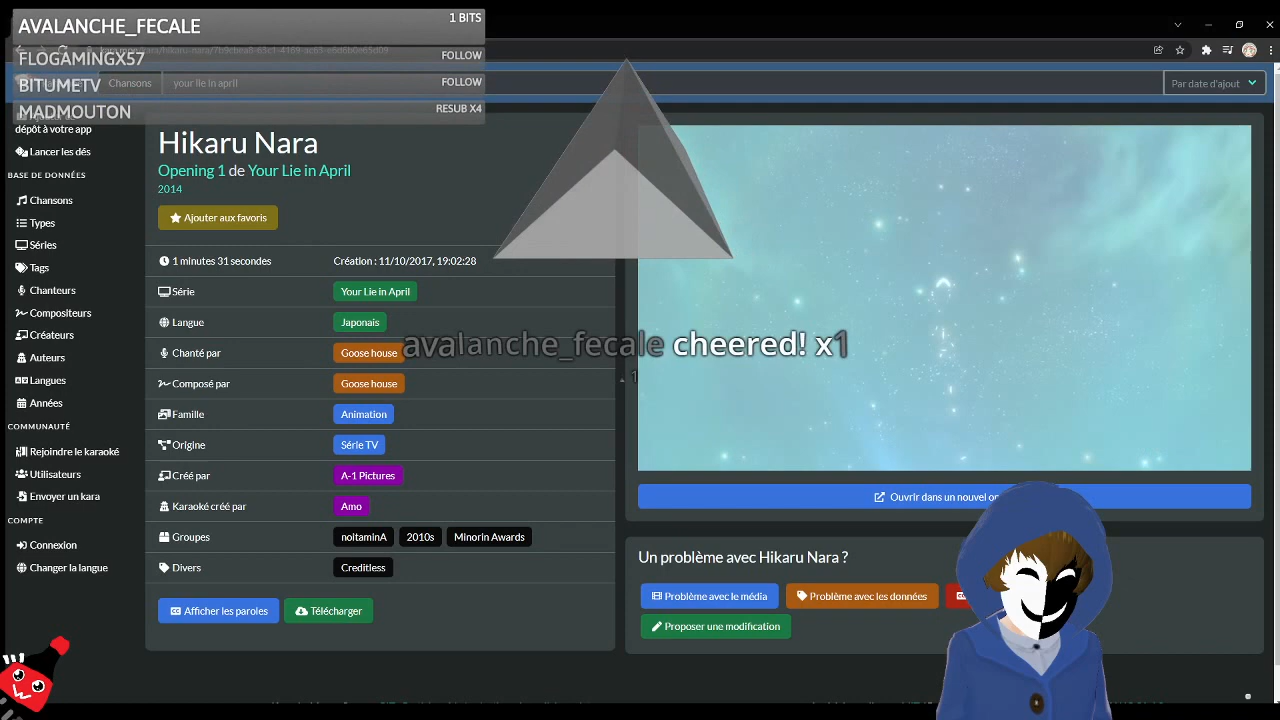 AVALANCHE_FECALE 1 BITS
FLOGAMINGX57 FOLLOW
BITUMETV FOLLOW
MADMOUTON RESUB X4
Chansons your lie in april Par date d'ajout
dépôt à votre app
Lancer les dés
BASE DE DONNÉES
Chansons
Types
Séries
Tags
Chanteurs
Compositeurs
Créateurs
Auteurs
Langues
Années
COMMUNAUTÉ
Rejoindre le karaoké
Utilisateurs
Envoyer un kara
COMPTE
Connexion
Changer la langue
Hikaru Nara
Opening 1 de Your Lie in April
2014
Ajouter aux favoris
1 minutes 31 secondes Création : 11/10/2017, 19:02:28
Série Your Lie in April
Langue Japonais
Chanté par Goose house
Composé par Goose house
Famille Animation
Origine Série TV
Créé par A-1 Pictures
Karaoké créé par Amo
Groupes noitaminA 2010s Minorin Awards
Divers Creditless
Afficher les paroles Télécharger
avalanche_fecale cheered! x1
1
Ouvrir dans un nouvel
Un problème avec Hikaru Nara ?
Problème avec le média Problème avec les données
Proposer une modification